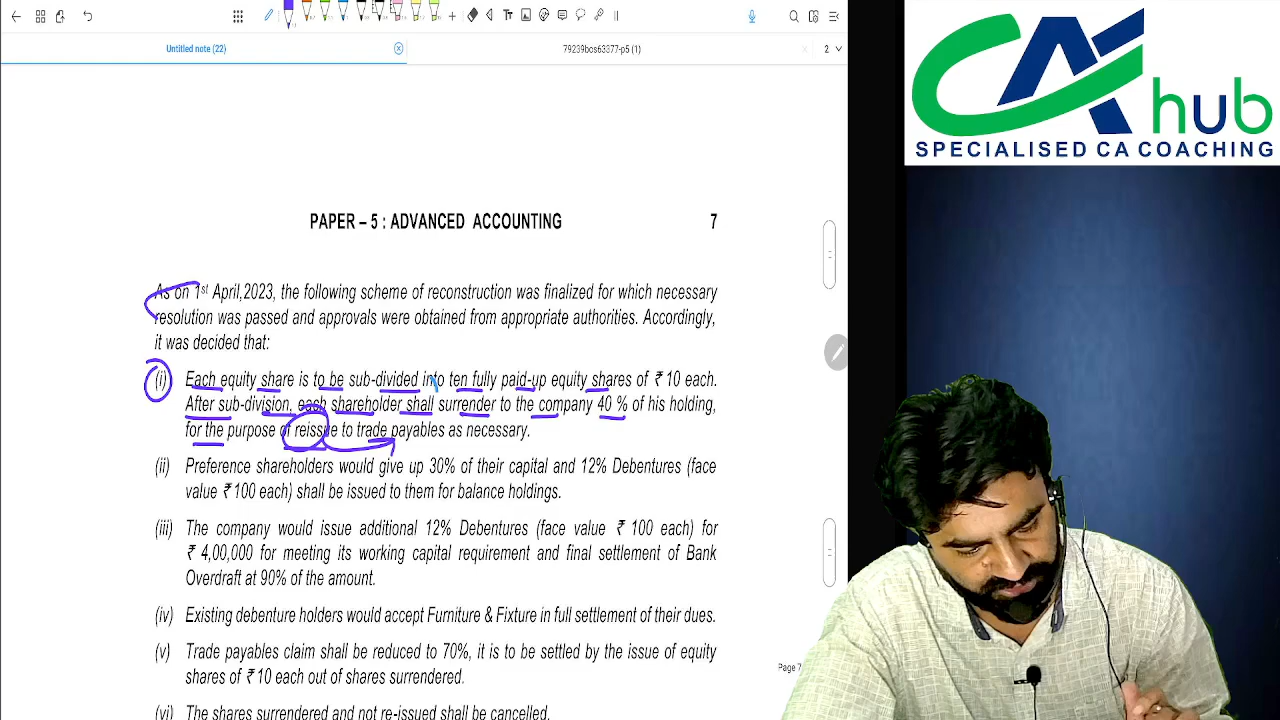 Untitled note (22)
79239bos63377-p5 (1)
2
CA hub
SPECIALISED CA COACHING
PAPER – 5 : ADVANCED ACCOUNTING 7
As on 1st April,2023, the following scheme of reconstruction was finalized for which necessary
resolution was passed and approvals were obtained from appropriate authorities. Accordingly,
it was decided that:
(i) Each equity share is to be sub-divided into ten fully paid-up equity shares of ₹ 10 each.
After sub-division, each shareholder shall surrender to the company 40 % of his holding,
for the purpose of reissue to trade payables as necessary.
(ii) Preference shareholders would give up 30% of their capital and 12% Debentures (face
value ₹ 100 each) shall be issued to them for balance holdings.
(iii) The company would issue additional 12% Debentures (face value ₹ 100 each) for
₹ 4,00,000 for meeting its working capital requirement and final settlement of Bank
Overdraft at 90% of the amount.
(iv) Existing debenture holders would accept Furniture & Fixture in full settlement of their dues.
(v) Trade payables claim shall be reduced to 70%, it is to be settled by the issue of equity
shares of ₹ 10 each out of shares surrendered.
Page 7
(vi) The shares surrendered and not re-issued shall be cancelled.